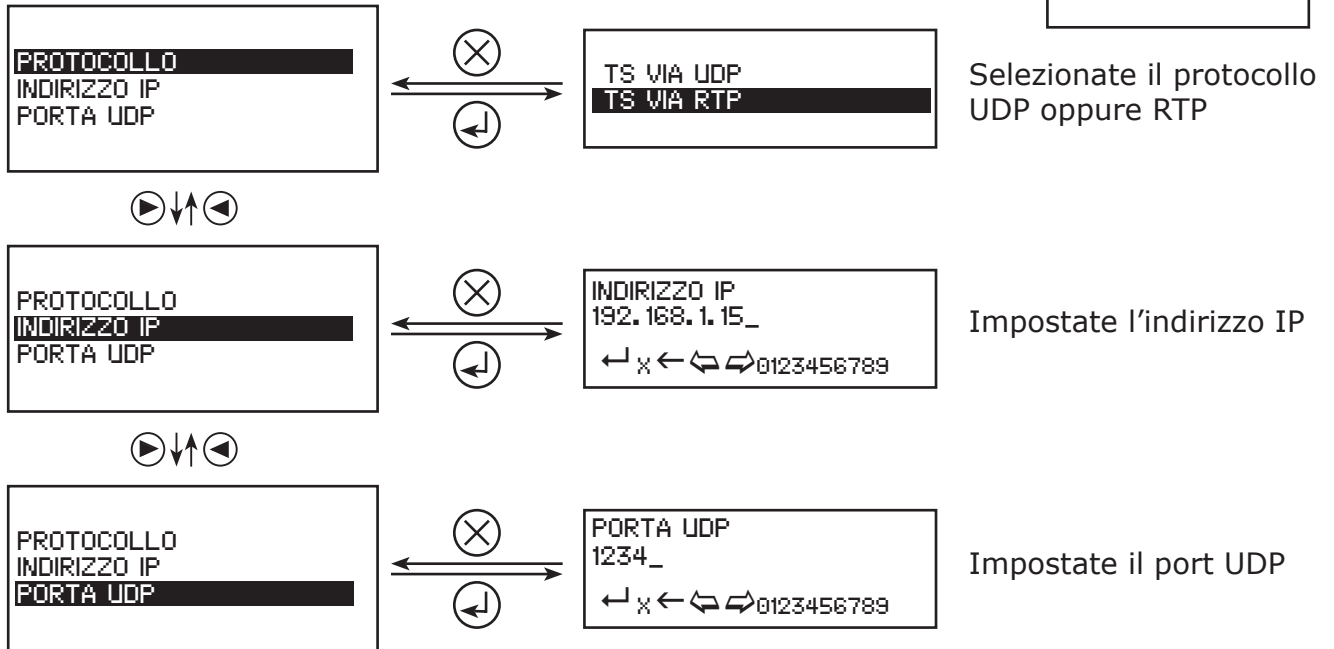 PROTOCOLLO
INDIRIZZO IP
PORTA UDP
TS VIA UDP
TS VIA RTP
Selezionate il protocollo
UDP oppure RTP
PROTOCOLLO
INDIRIZZO IP
PORTA UDP
INDIRIZZO IP
192.168.1.15_
↵ X ← ⇦ ⇨ 0123456789
Impostate l’indirizzo IP
PROTOCOLLO
INDIRIZZO IP
PORTA UDP
PORTA UDP
1234_
↵ X ← ⇦ ⇨ 0123456789
Impostate il port UDP